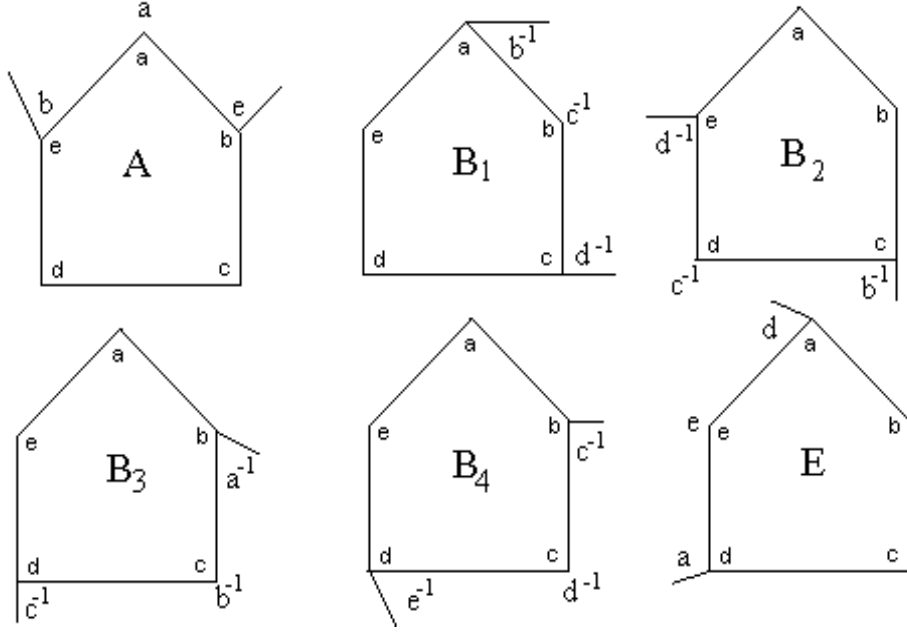 a
a
b e
e b
A
d c
a b⁻¹
c⁻¹
e b
B₁
d c d⁻¹
a
d⁻¹ e b
B₂
d c
c⁻¹ b⁻¹
a
e b
a⁻¹
B₃
d c
c⁻¹ b⁻¹
a
e b
c⁻¹
B₄
d c
e⁻¹ d⁻¹
d a
e e b
E
a d c